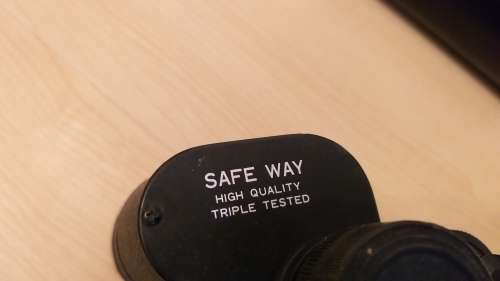 SAFE WAY
HIGH QUALITY
TRIPLE TESTED